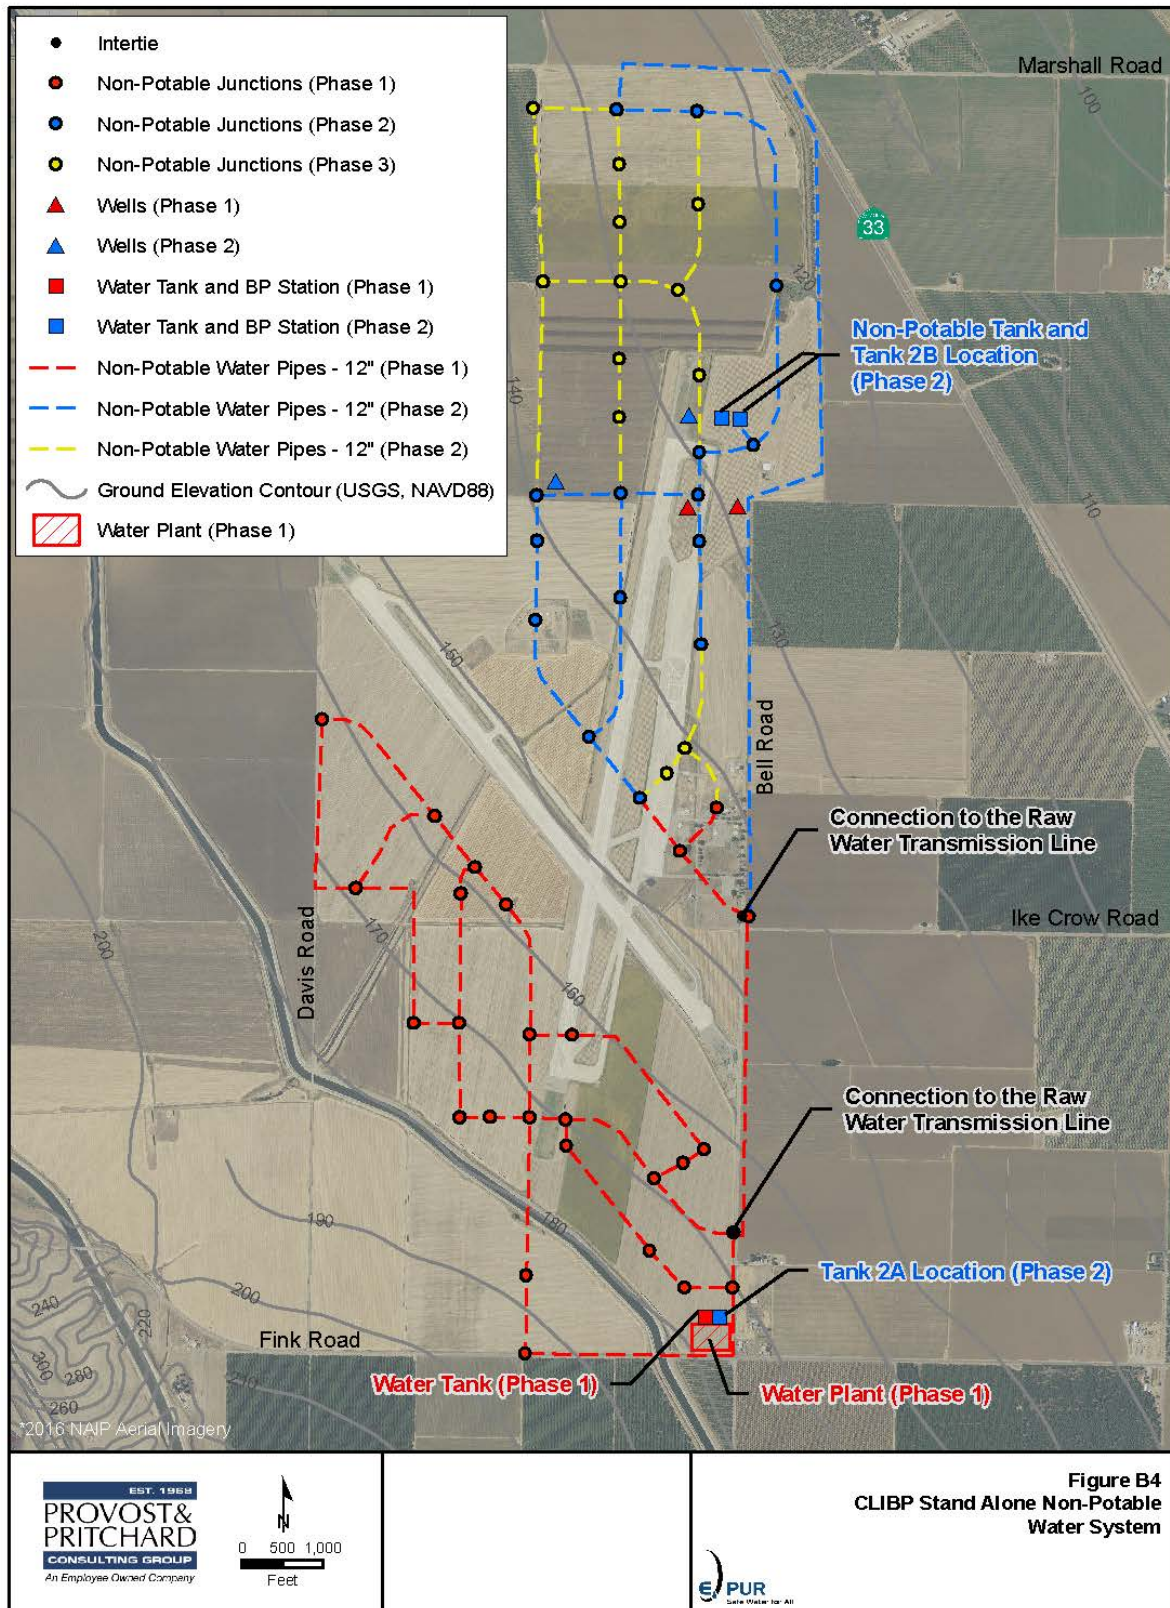 Intertie
Non-Potable Junctions (Phase 1)
Non-Potable Junctions (Phase 2)
Non-Potable Junctions (Phase 3)
Wells (Phase 1)
Wells (Phase 2)
Water Tank and BP Station (Phase 1)
Water Tank and BP Station (Phase 2)
Non-Potable Water Pipes - 12" (Phase 1)
Non-Potable Water Pipes - 12" (Phase 2)
Non-Potable Water Pipes - 12" (Phase 2)
Ground Elevation Contour (USGS, NAVD88)
Water Plant (Phase 1)
Marshall Road
100
33
120
Non-Potable Tank and
Tank 2B Location
(Phase 2)
140
110
130
150
Bell Road
Connection to the Raw
Water Transmission Line
Ike Crow Road
Davis Road
200
170
160
Connection to the Raw
Water Transmission Line
190
180
Tank 2A Location (Phase 2)
200
240
220
Fink Road
300
280
260
210
Water Tank (Phase 1)
Water Plant (Phase 1)
*2016 NAIP Aerial Imagery
EST. 1968
PROVOST&
PRITCHARD
CONSULTING GROUP
An Employee Owned Company
N
0 500 1,000
Feet
PUR
Safe Water for All
Figure B4
CLIBP Stand Alone Non-Potable
Water System